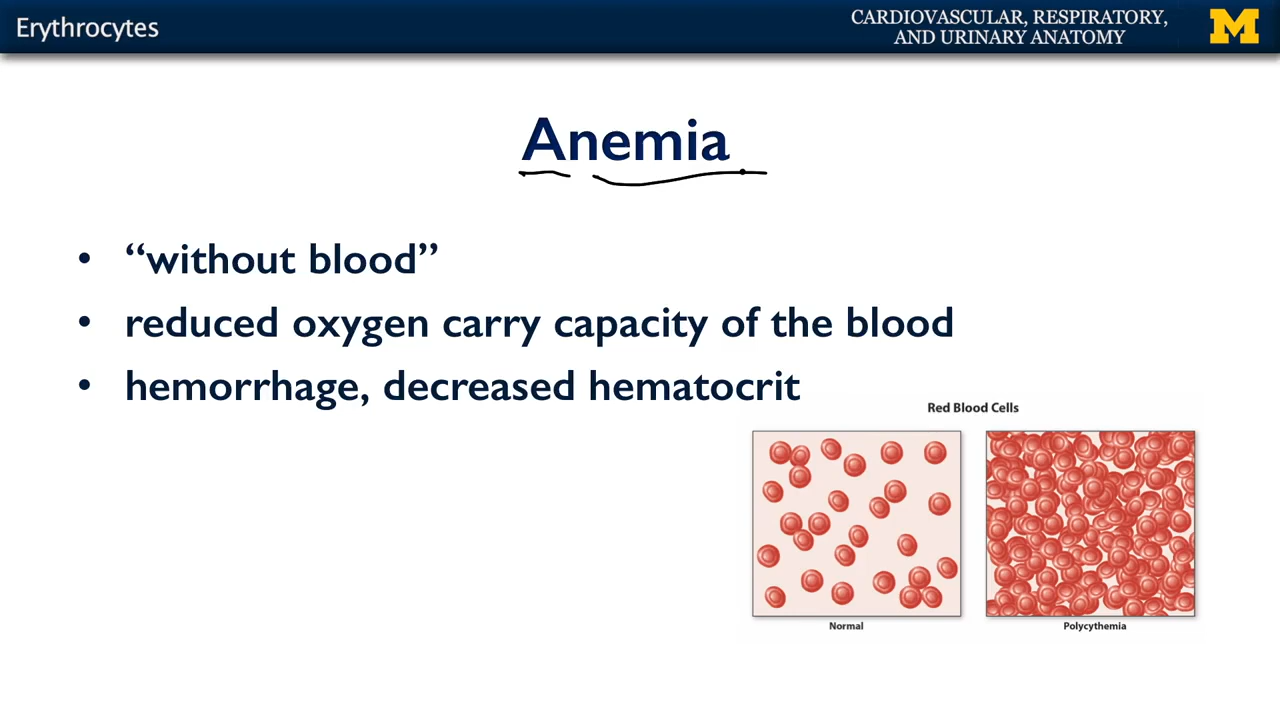 Erythrocytes
CARDIOVASCULAR, RESPIRATORY,
AND URINARY ANATOMY
M
Anemia
• “without blood”
• reduced oxygen carry capacity of the blood
• hemorrhage, decreased hematocrit
Red Blood Cells
Normal
Polycythemia